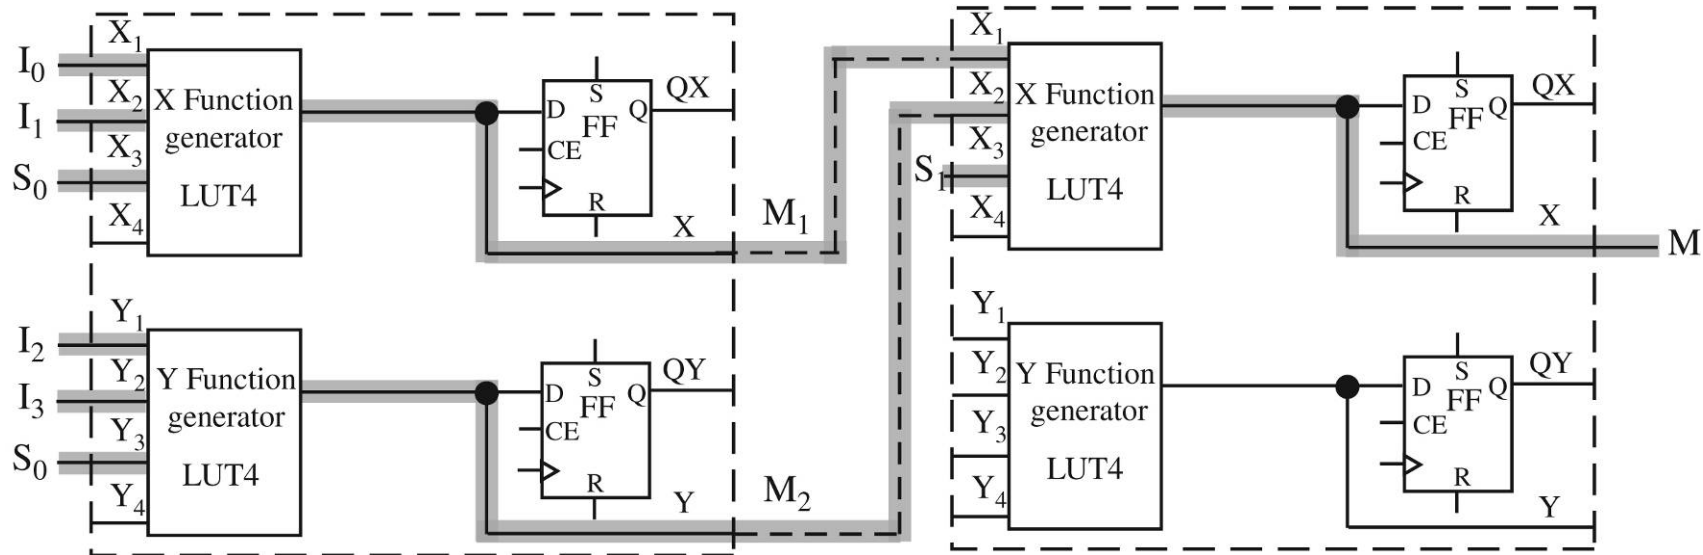 I₀
I₁
S₀
X₁
X₂
X₃
X₄
X Function
generator
LUT4
S
D
Q
FF
CE
R
QX
X
M₁
I₂
I₃
S₀
Y₁
Y₂
Y₃
Y₄
Y Function
generator
LUT4
S
D
Q
FF
CE
R
QY
Y
M₂
X₁
X₂
X₃
S₁
X₄
X Function
generator
LUT4
S
D
Q
FF
CE
R
QX
X
M
Y₁
Y₂
Y₃
Y₄
Y Function
generator
LUT4
S
D
Q
FF
CE
R
QY
Y